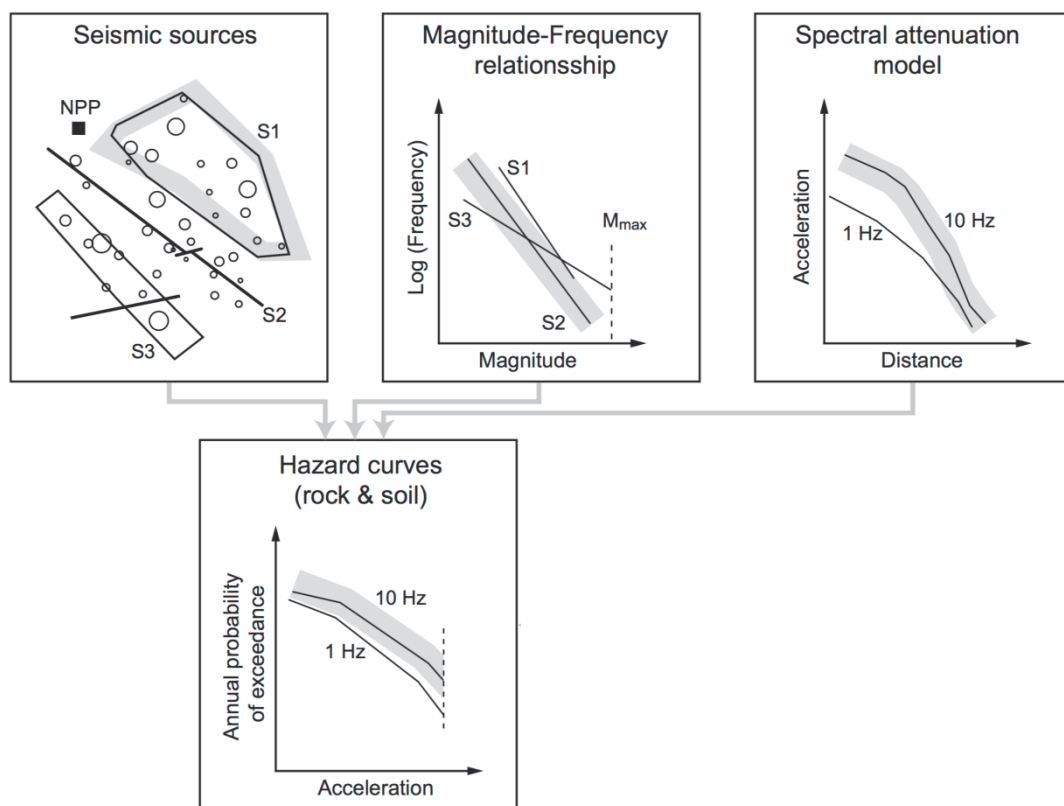 Seismic sources
NPP
S1
S2
S3
Magnitude-Frequency
relationsship
Log (Frequency)
S1
S3
Mmax
S2
Magnitude
Spectral attenuation
model
Acceleration
10 Hz
1 Hz
Distance
Hazard curves
(rock & soil)
Annual probability
of exceedance
10 Hz
1 Hz
Acceleration